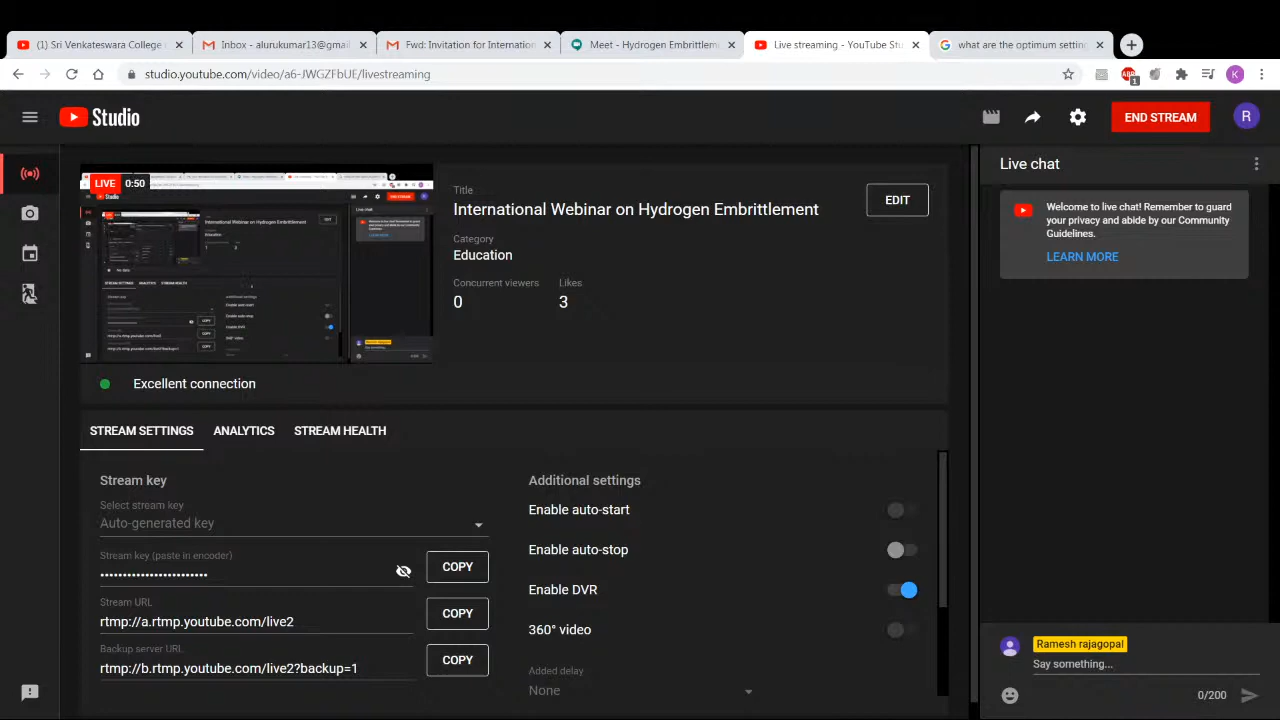 (1) Sri Venkateswara College
Inbox - alurukumar13@gmail
Fwd: Invitation for Internation
Meet - Hydrogen Embrittleme
Live streaming - YouTube Stu
what are the optimum setting
studio.youtube.com/video/a6-JWGZFbUE/livestreaming
ABP
1
K
Studio
END STREAM
R
LIVE 0:50
Title
International Webinar on Hydrogen Embrittlement
EDIT
Category
Education
Concurrent viewers
Likes
0
3
Excellent connection
STREAM SETTINGS
ANALYTICS
STREAM HEALTH
Stream key
Select stream key
Auto-generated key
Stream key (paste in encoder)
••••••••••••••••••••••••
COPY
Stream URL
rtmp://a.rtmp.youtube.com/live2
COPY
Backup server URL
rtmp://b.rtmp.youtube.com/live2?backup=1
COPY
Additional settings
Enable auto-start
Enable auto-stop
Enable DVR
360° video
Added delay
None
Live chat
Welcome to live chat! Remember to guard
your privacy and abide by our Community
Guidelines.
LEARN MORE
Ramesh rajagopal
Say something...
0/200